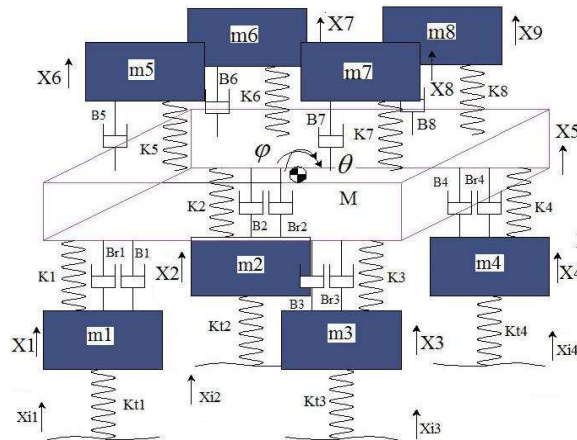 X7
m6
m8
X9
X6
m5
m7
X8
B6
K6
K8
B5
B7
K7
B8
K5
φ
θ
X5
M
K2
B2
Br2
B4
Br4
K4
K1
Br1
B1
X2
m2
B3
Br3
K3
m4
X4
X1
m1
Kt2
m3
X3
Kt4
Xi4
Kt1
Xi2
Kt3
Xi1
Xi3